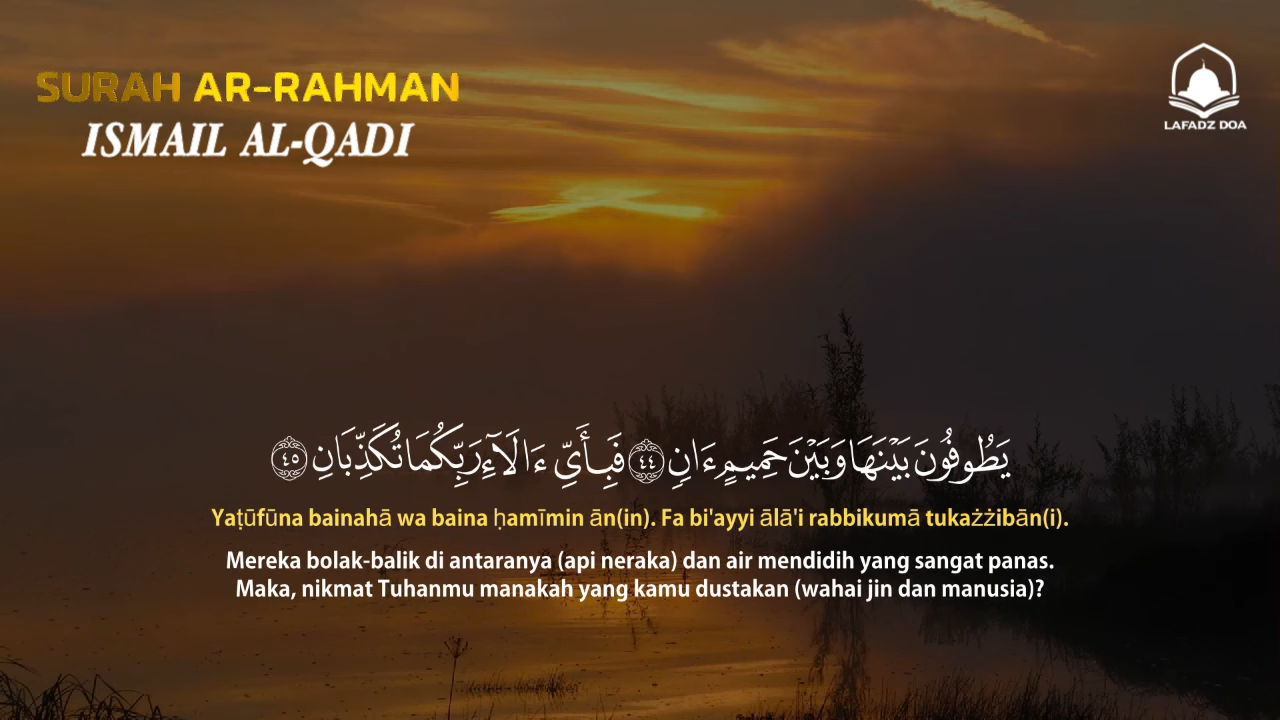 SURAH AR-RAHMAN
ISMAIL AL-QADI
LAFADZ DOA
يَطُوفُونَ بَيْنَهَا وَبَيْنَ حَمِيمٍ ءَانٍ ٤٤ فَبِأَيِّ ءَالَآءِ رَبِّكُمَا تُكَذِّبَانِ ٤٥
Yaṭūfūna bainahā wa baina ḥamīmin ān(in). Fa bi'ayyi ālā'i rabbikumā tukażżibān(i).
Mereka bolak-balik di antaranya (api neraka) dan air mendidih yang sangat panas.
Maka, nikmat Tuhanmu manakah yang kamu dustakan (wahai jin dan manusia)?